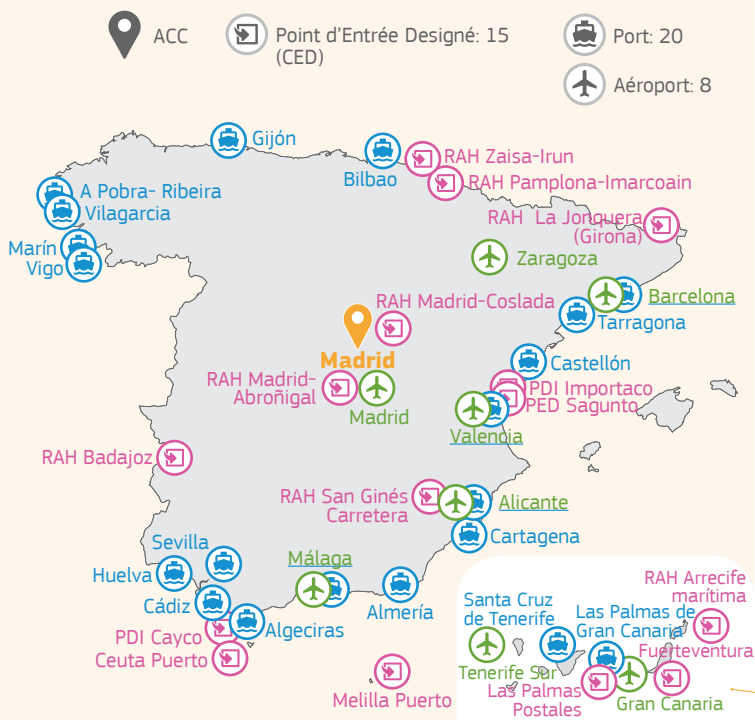 ACC
Point d'Entrée Designé: 15
(CED)
Port: 20
Aéroport: 8
Gijón
Bilbao
RAH Zaisa-Irun
RAH Pamplona-Imarcoain
A Pobra- Ribeira
Vilagarcia
RAH La Jonquera
(Girona)
Marín
Vigo
Zaragoza
Barcelona
RAH Madrid-Coslada
Tarragona
Madrid
Castellón
RAH Madrid-
Abroñigal
Madrid
PDI Importaco
PED Sagunto
Valencia
RAH Badajoz
RAH San Ginés
Carretera
Alicante
Cartagena
Sevilla
Málaga
Huelva
Cádiz
Algeciras
Almería
PDI Cayco
Ceuta Puerto
Melilla Puerto
RAH Arrecife
marítima
Santa Cruz
de Tenerife
Las Palmas de
Gran Canaria
Fuerteventura
Tenerife Sur
Las Palmas
Postales
Gran Canaria